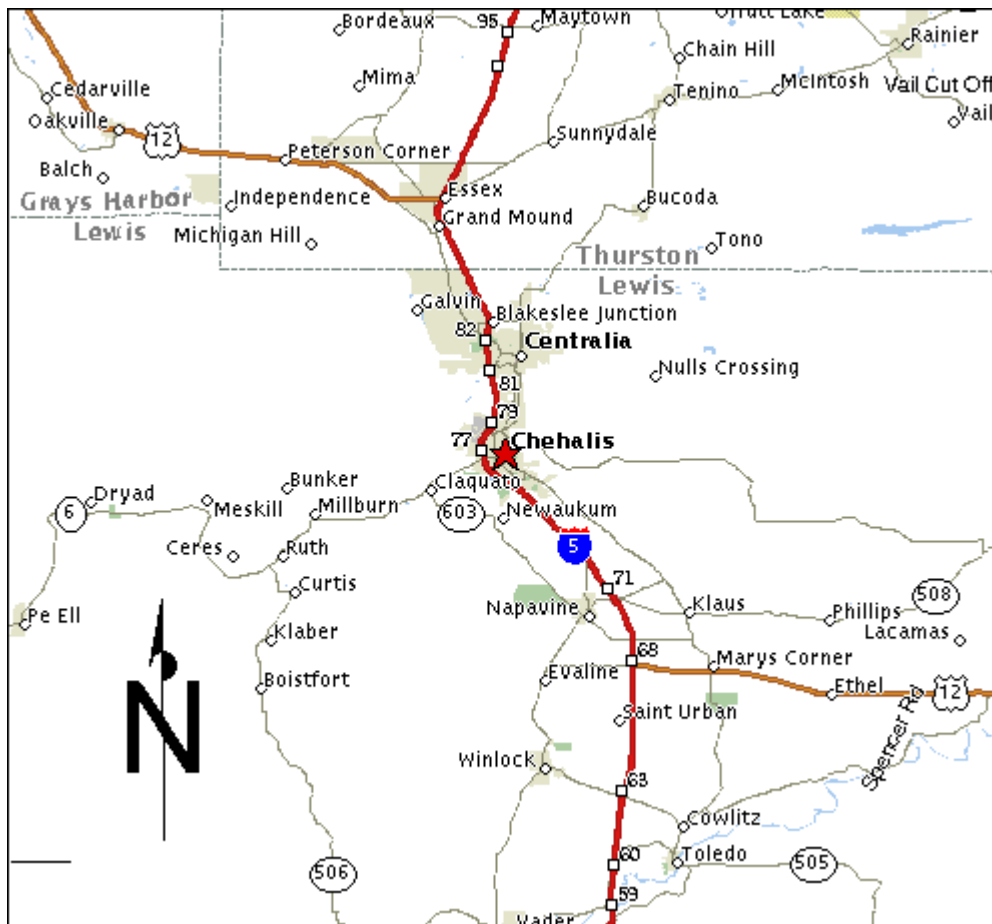 Bordeaux
95
Maytown
Orrutt Lake
Rainier
Chain Hill
Mima
Cedarville
Tenino
McIntosh
Vail Cut Off
Vail
Oakville
12
Sunnydale
Peterson Corner
Balch
Essex
Bucoda
Grays Harbor
Independence
Lewis
Grand Mound
Michigan Hill
Tono
Thurston
Lewis
Galvin
Blakeslee Junction
82
Centralia
Nulls Crossing
81
79
77
Chehalis
Bunker
Claquato
Dryad
Meskill
Millburn
6
603
Newaukum
Ceres
Ruth
5
Curtis
71
508
Napavine
Klaus
Phillips
Pe Ell
Klaber
Lacamas
68
Marys Corner
Boistfort
Evaline
Ethel
12
N
Saint Urban
Spencer Rd
Winlock
63
Cowlitz
Toledo
60
505
506
59
Vader